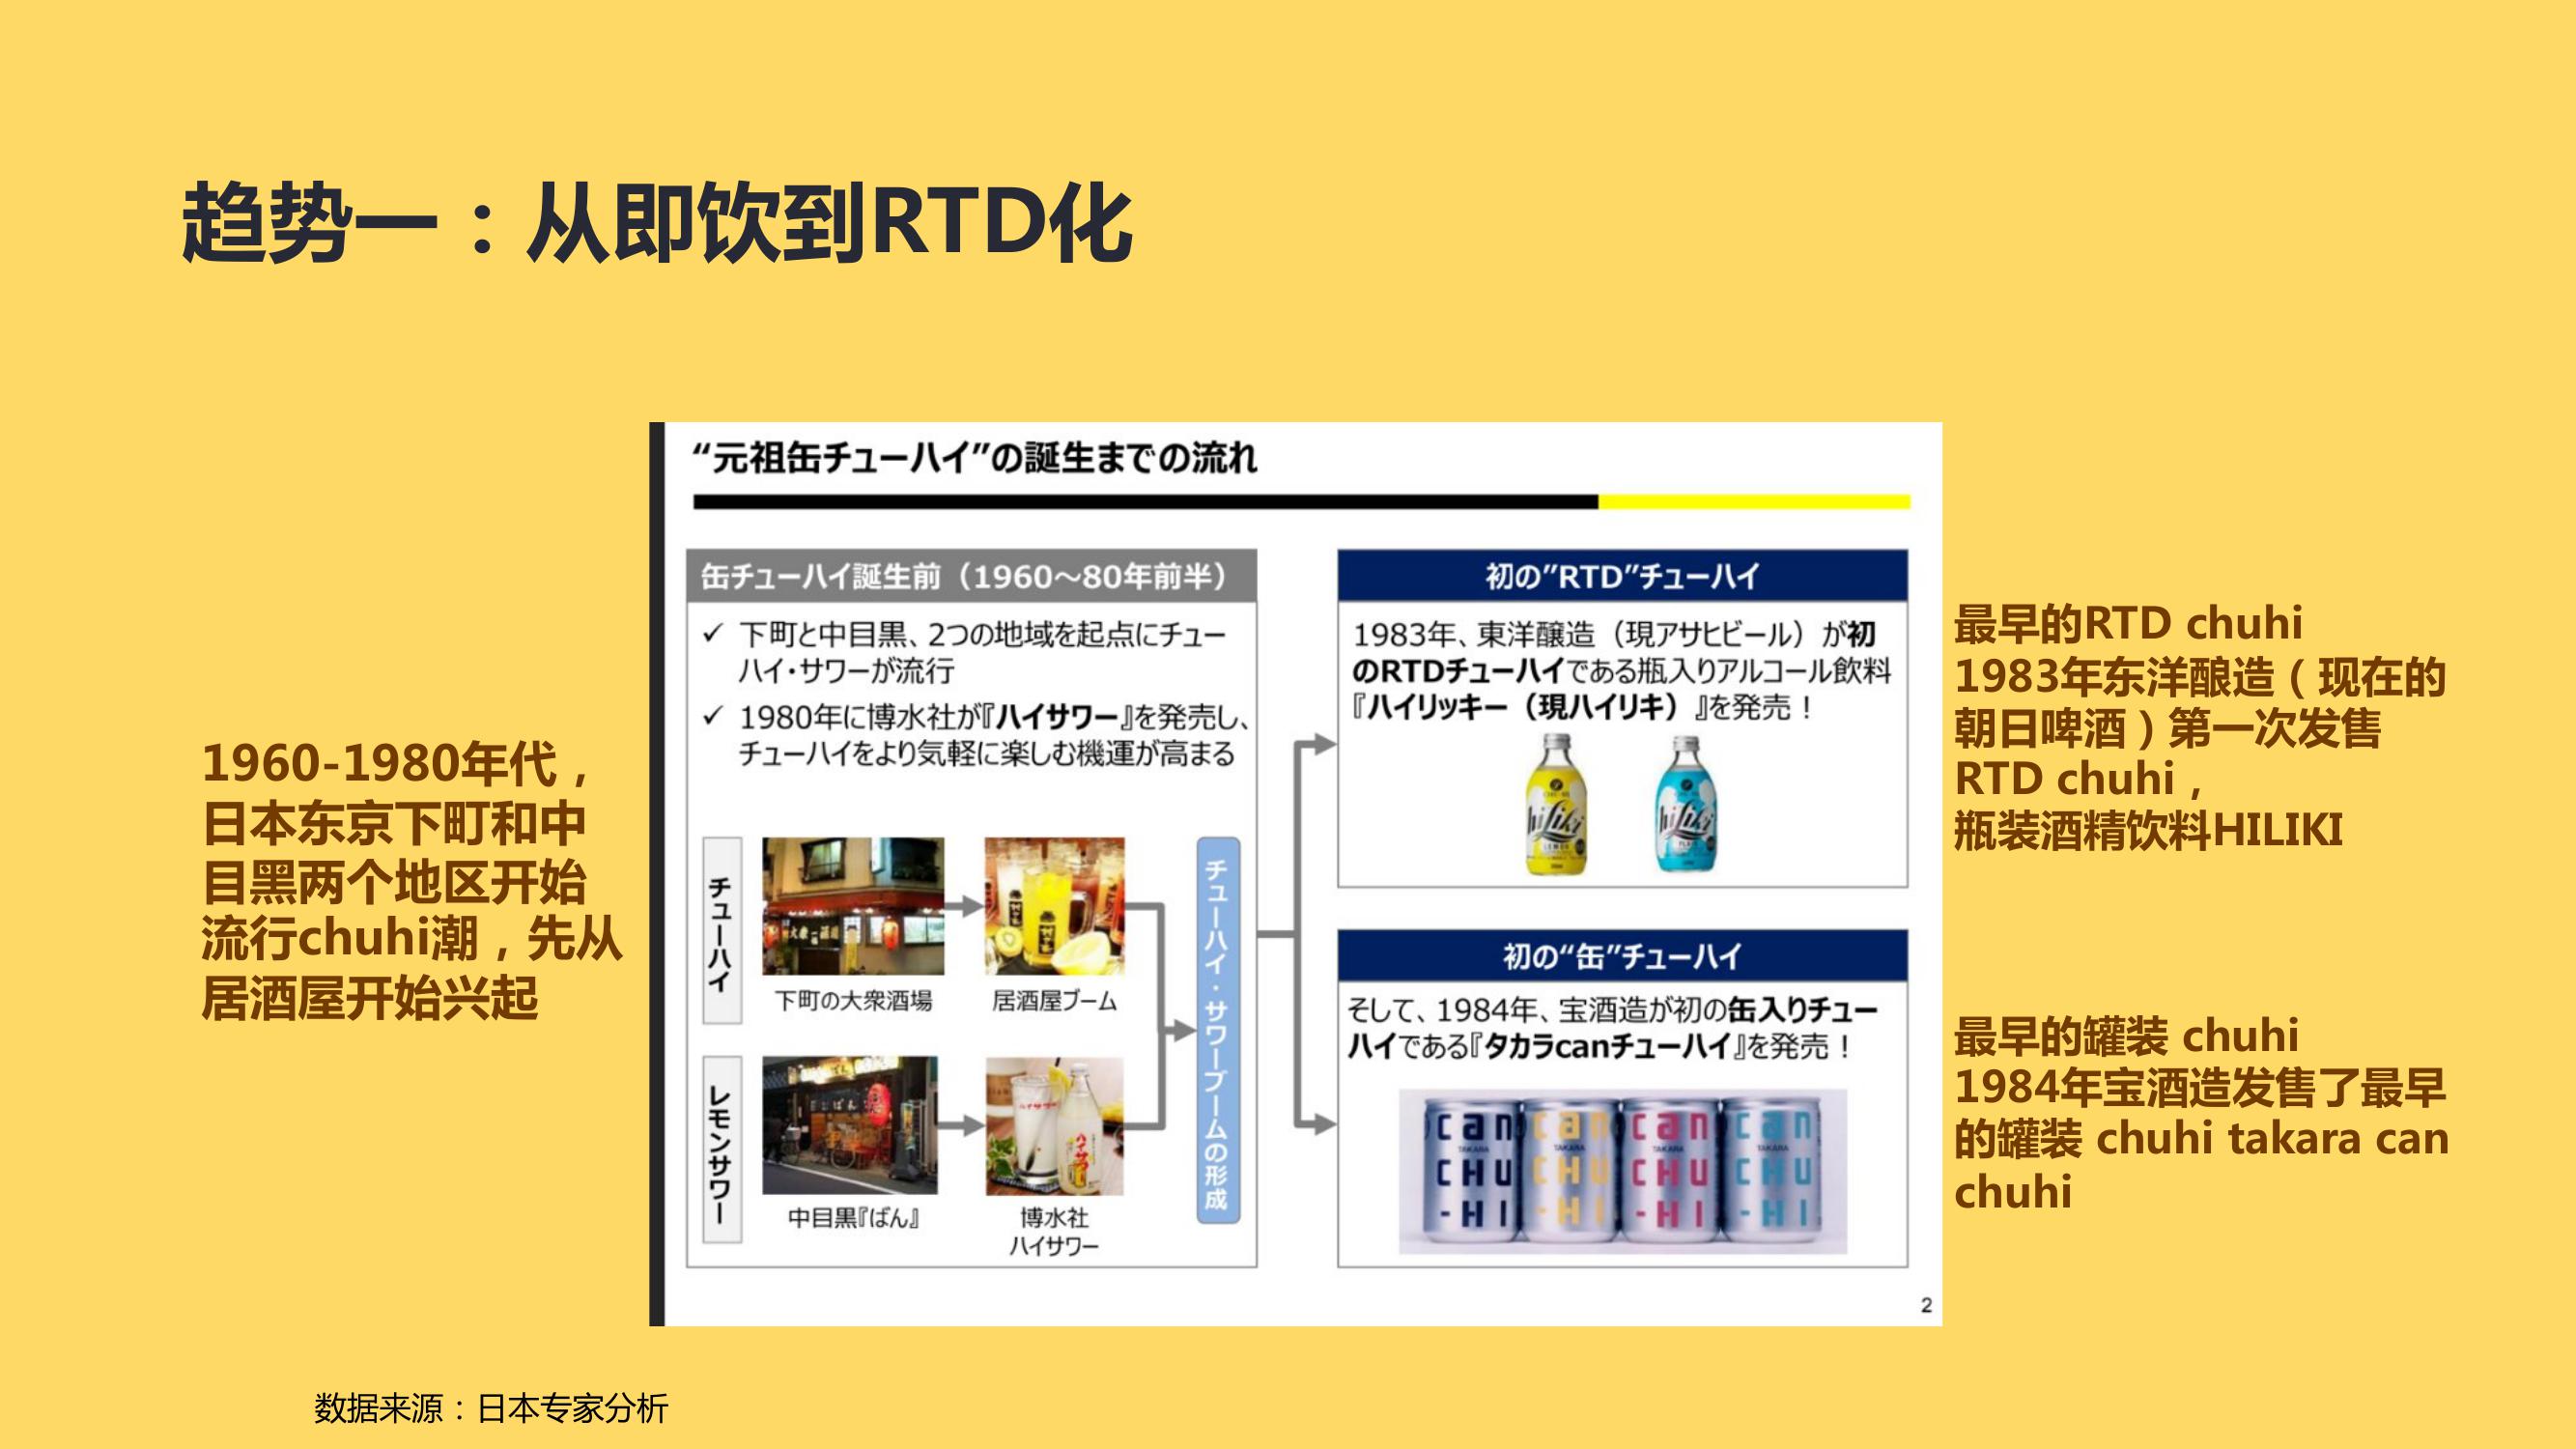 趋势一：从即饮到RTD化
1960-1980年代，
日本东京下町和中
目黑两个地区开始
流行chuhi潮，先从
居酒屋开始兴起
“元祖缶チューハイ”の誕生までの流れ
缶チューハイ誕生前（1960～80年前半）
✓ 下町と中目黒、2つの地域を起点にチュー
ハイ・サワーが流行
✓ 1980年に博水社が『ハイサワー』を発売し、
チューハイをより気軽に楽しむ機運が高まる
チューハイ
下町の大衆酒場
居酒屋ブーム
レモンサワー
中目黒『ばん』
博水社
ハイサワー
チューハイ・サワーブームの形成
初の”RTD”チューハイ
1983年、東洋醸造（現アサヒビール）が初
のRTDチューハイである瓶入りアルコール飲料
『ハイリッキー（現ハイリキ）』を発売！
hiLiki
hiLiki
初の“缶”チューハイ
そして、1984年、宝酒造が初の缶入りチュー
ハイである『タカラcanチューハイ』を発売！
can can can can
TAKARA TAKARA TAKARA TAKARA
CHU CHU CHU CHU
-HI -HI -HI -HI
2
最早的RTD chuhi
1983年东洋酿造（现在的
朝日啤酒）第一次发售
RTD chuhi，
瓶装酒精饮料HILIKI
最早的罐装 chuhi
1984年宝酒造发售了最早
的罐装 chuhi takara can
chuhi
数据来源：日本专家分析